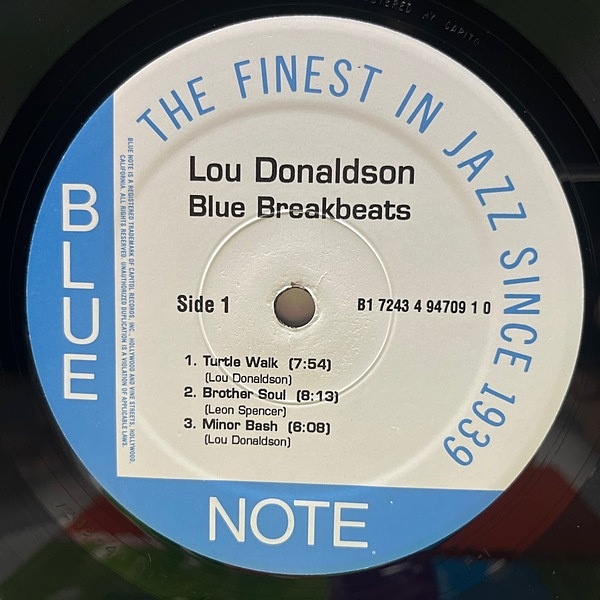 THE FINEST IN JAZZ SINCE 1939
Lou Donaldson
Blue Breakbeats
Side 1
B1 7243 4 94709 1 0
1. Turtle Walk (7:54)
(Lou Donaldson)
2. Brother Soul (8:13)
(Leon Spencer)
3. Minor Bash (6:08)
(Lou Donaldson)
BLUE
NOTE
BLUE NOTE IS A REGISTERED TRADEMARK OF CAPITOL RECORDS, INC., HOLLYWOOD AND VINE STREETS, HOLLYWOOD,
CALIFORNIA. ALL RIGHTS RESERVED. UNAUTHORIZED DUPLICATION IS A VIOLATION OF APPLICABLE LAWS.